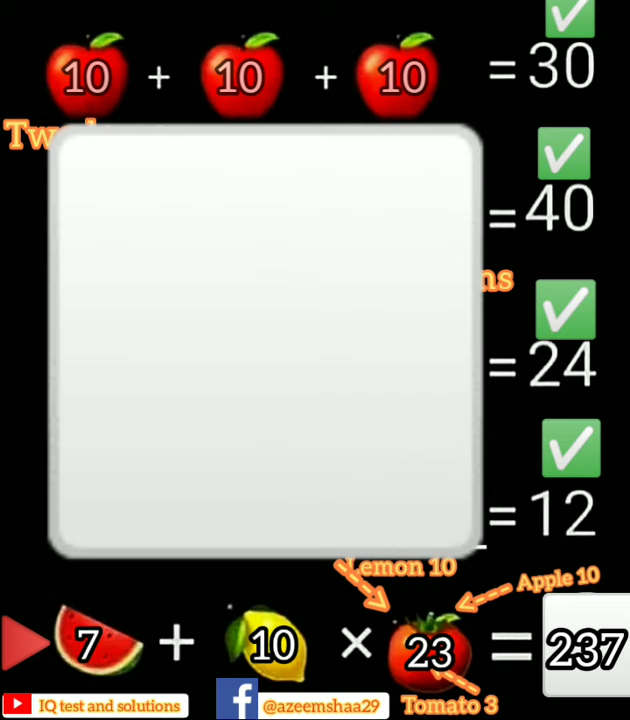 10 + 10 + 10 = 30
= 40
= 24
= 12
Lemon 10
Apple 10
7 + 10 × 23 = 237
Tomato 3
IQ test and solutions
@azeemshaa29